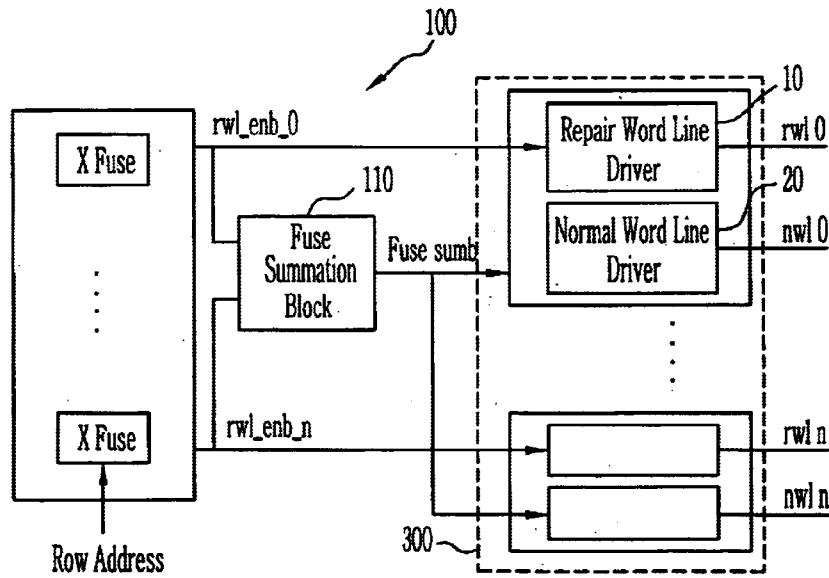 100
rwl_enb_0
X Fuse
110
Fuse
Summation
Block
Fuse sumb
10
Repair Word Line
Driver
rwl 0
20
Normal Word Line
Driver
nwl 0
X Fuse
rwl_enb_n
rwl n
nwl n
300
Row Address